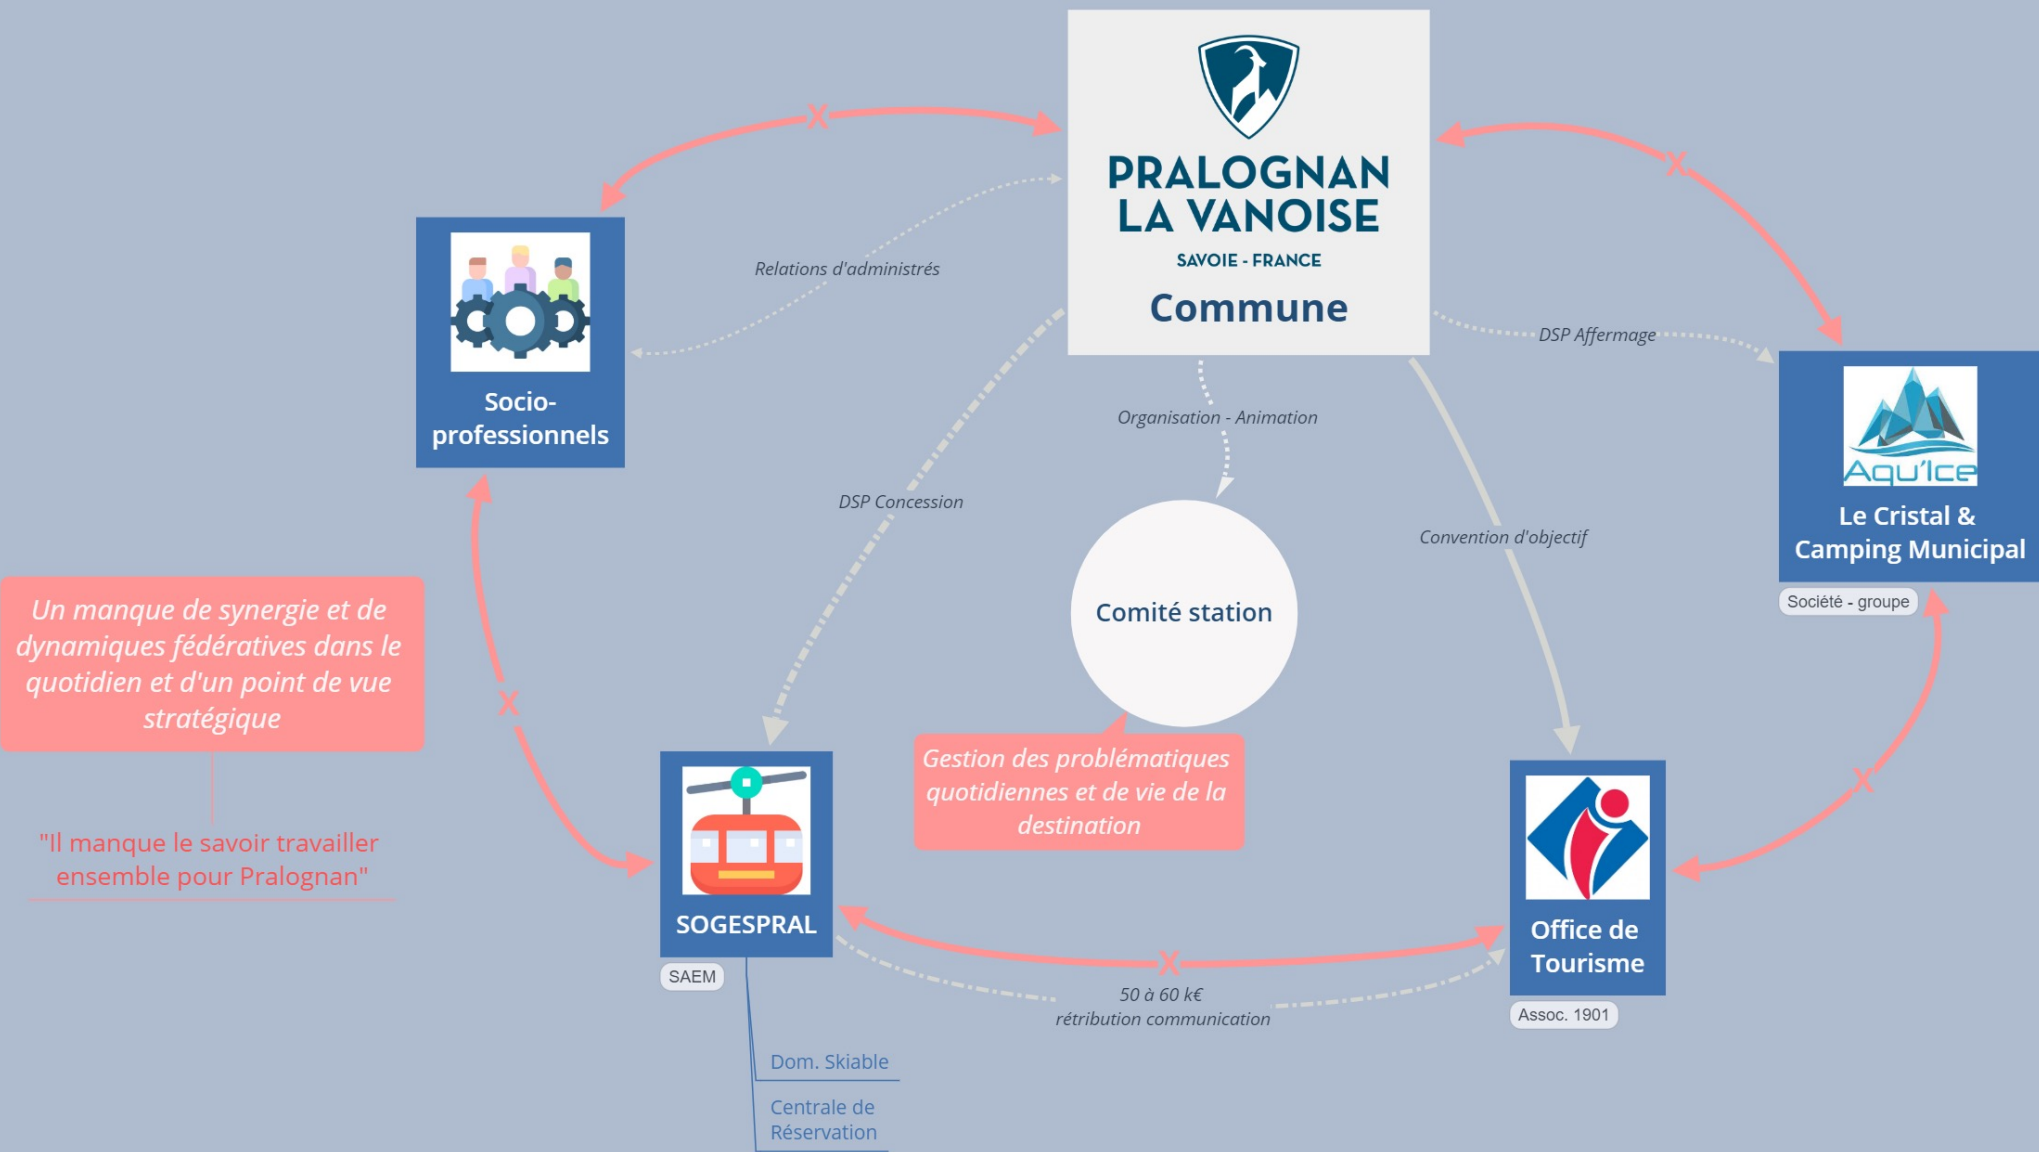 PRALOGNAN
LA VANOISE
SAVOIE - FRANCE
Commune
Relations d'administrés
DSP Affermage
Socio-
professionnels
Organisation - Animation
DSP Concession
Convention d'objectif
Aqu'Ice
Le Cristal &
Camping Municipal
Société - groupe
Comité station
Un manque de synergie et de
dynamiques fédératives dans le
quotidien et d'un point de vue
stratégique
"Il manque le savoir travailler
ensemble pour Pralognan"
Gestion des problématiques
quotidiennes et de vie de la
destination
SOGESPRAL
SAEM
Office de
Tourisme
Assoc. 1901
50 à 60 k€
rétribution communication
Dom. Skiable
Centrale de
Réservation
X
X
X
X
X